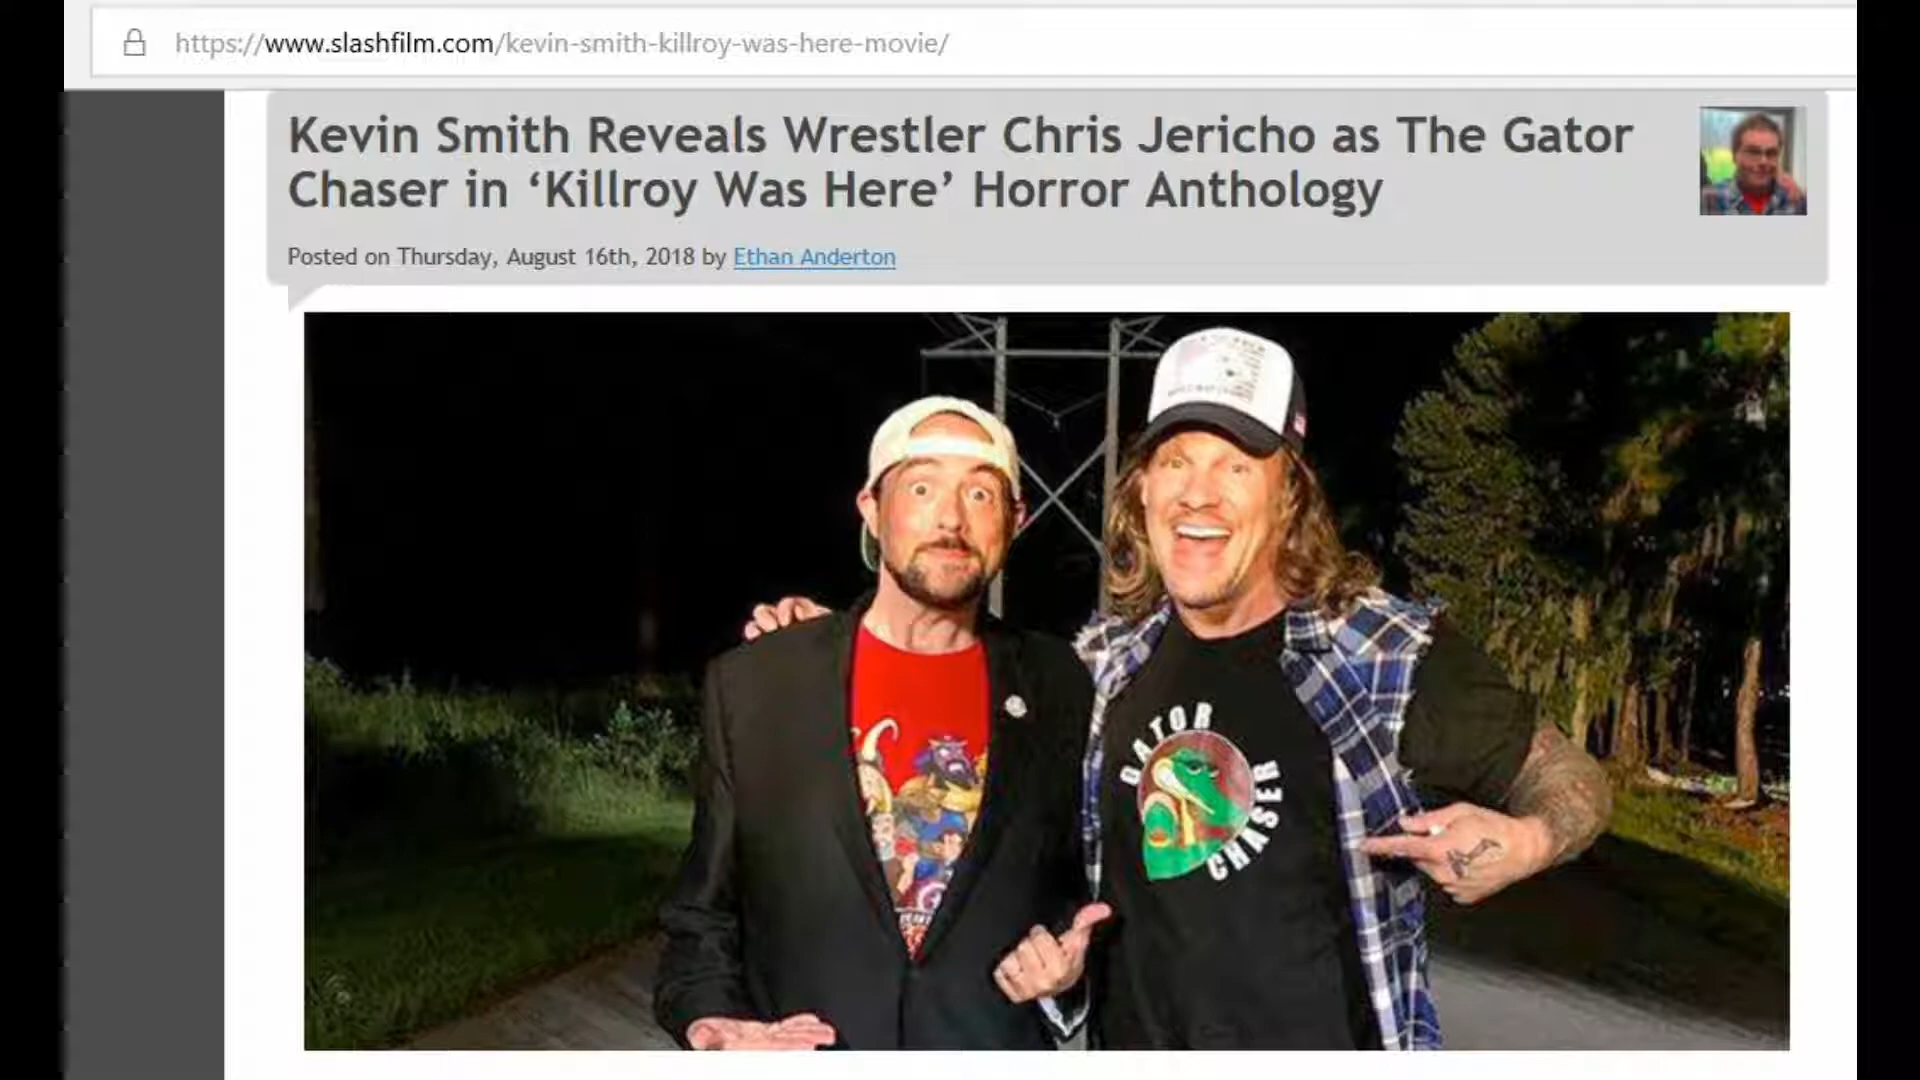 https://www.slashfilm.com/kevin-smith-killroy-was-here-movie/
Kevin Smith Reveals Wrestler Chris Jericho as The Gator
Chaser in ‘Killroy Was Here’ Horror Anthology
Posted on Thursday, August 16th, 2018 by Ethan Anderton
GATOR
CHASER